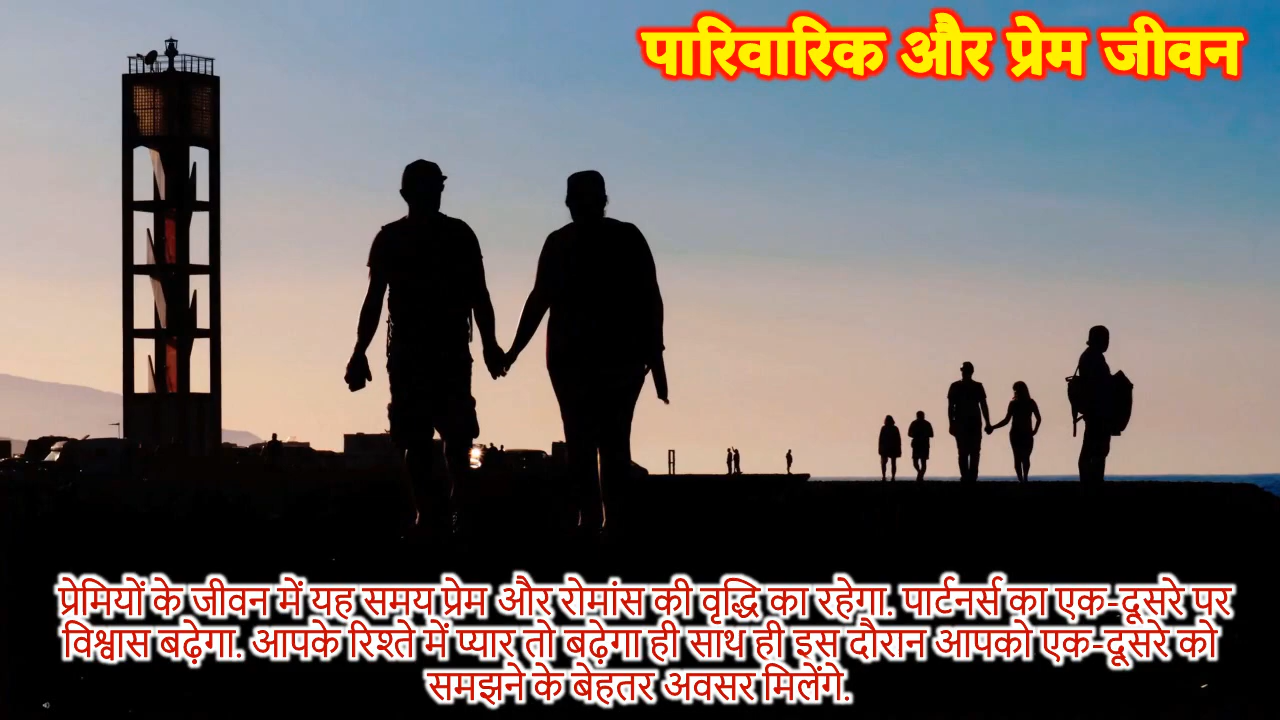 पारिवारिक और प्रेम जीवन
प्रेमियों के जीवन में यह समय प्रेम और रोमांस की वृद्धि का रहेगा. पार्टनर्स का एक-दूसरे पर
विश्वास बढ़ेगा. आपके रिश्ते में प्यार तो बढ़ेगा ही साथ ही इस दौरान आपको एक-दूसरे को
समझने के बेहतर अवसर मिलेंगे.